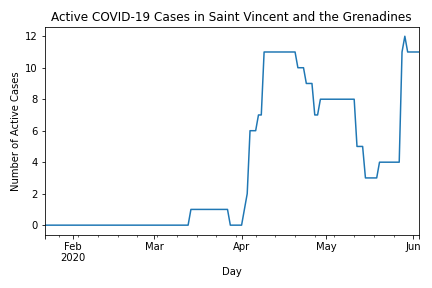 Active COVID-19 Cases in Saint Vincent and the Grenadines
Number of Active Cases
12
10
8
6
4
2
0
Feb Mar Apr May Jun
2020
Day